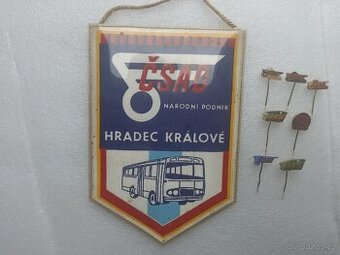 ČSAD
NÁRODNÍ PODNIK
HRADEC KRÁLOVÉ